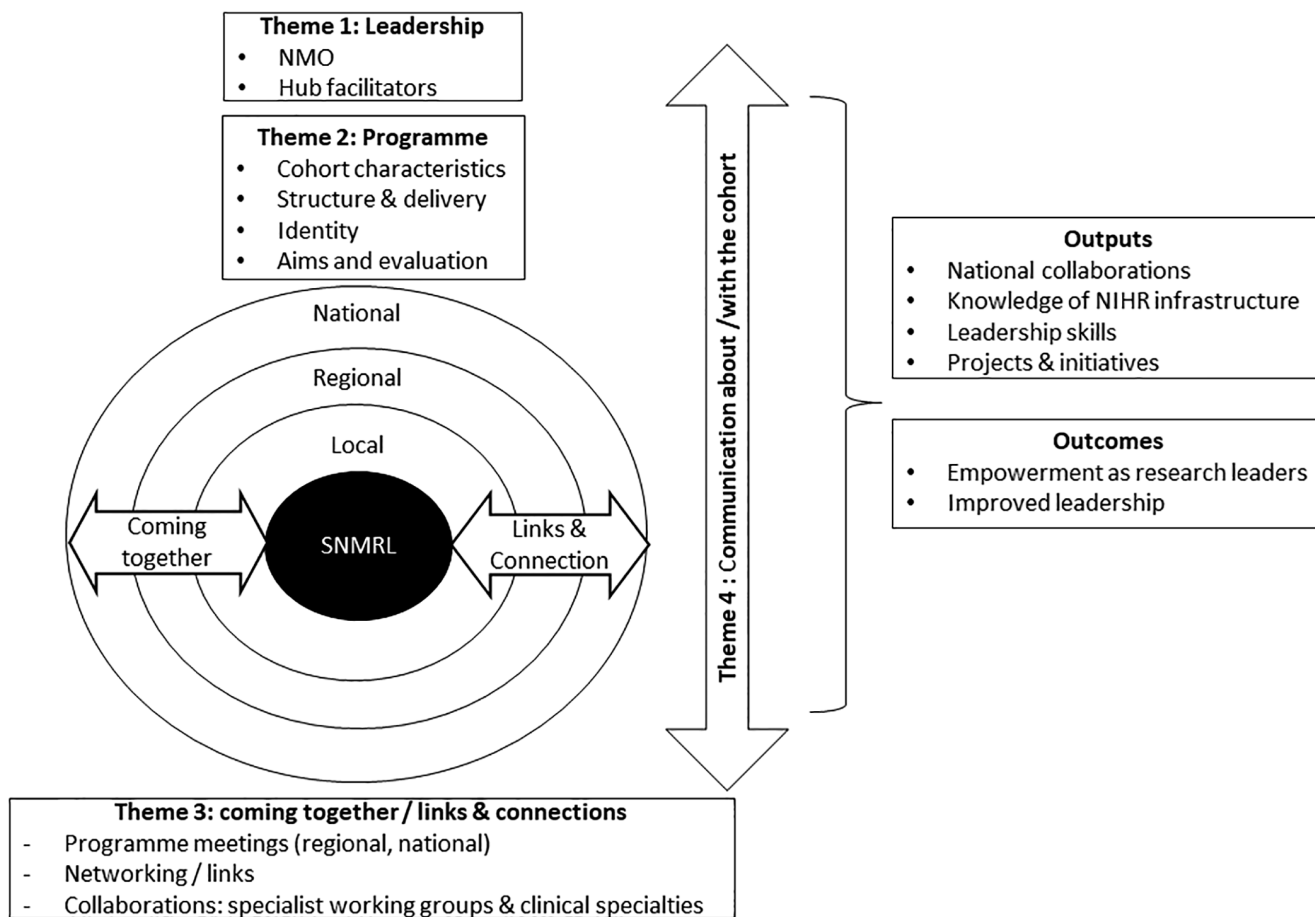 Theme 1: Leadership
• NMO
• Hub facilitators
Theme 2: Programme
• Cohort characteristics
• Structure & delivery
• Identity
• Aims and evaluation
National
Regional
Local
Coming
together
SNMRL
Links &
Connection
Theme 4 : Communication about /with the cohort
Outputs
• National collaborations
• Knowledge of NIHR infrastructure
• Leadership skills
• Projects & initiatives
Outcomes
• Empowerment as research leaders
• Improved leadership
Theme 3: coming together / links & connections
- Programme meetings (regional, national)
- Networking / links
- Collaborations: specialist working groups & clinical specialties